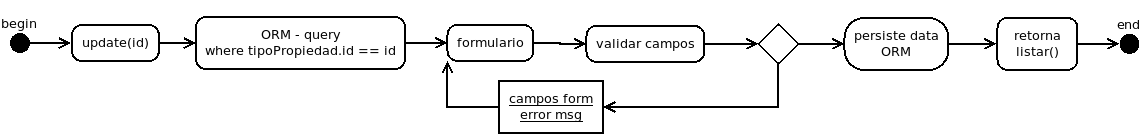 begin
update(id)
ORM - query
where tipoPropiedad.id == id
formulario
validar campos
persiste data
ORM
retorna
listar()
end
campos form
error msg